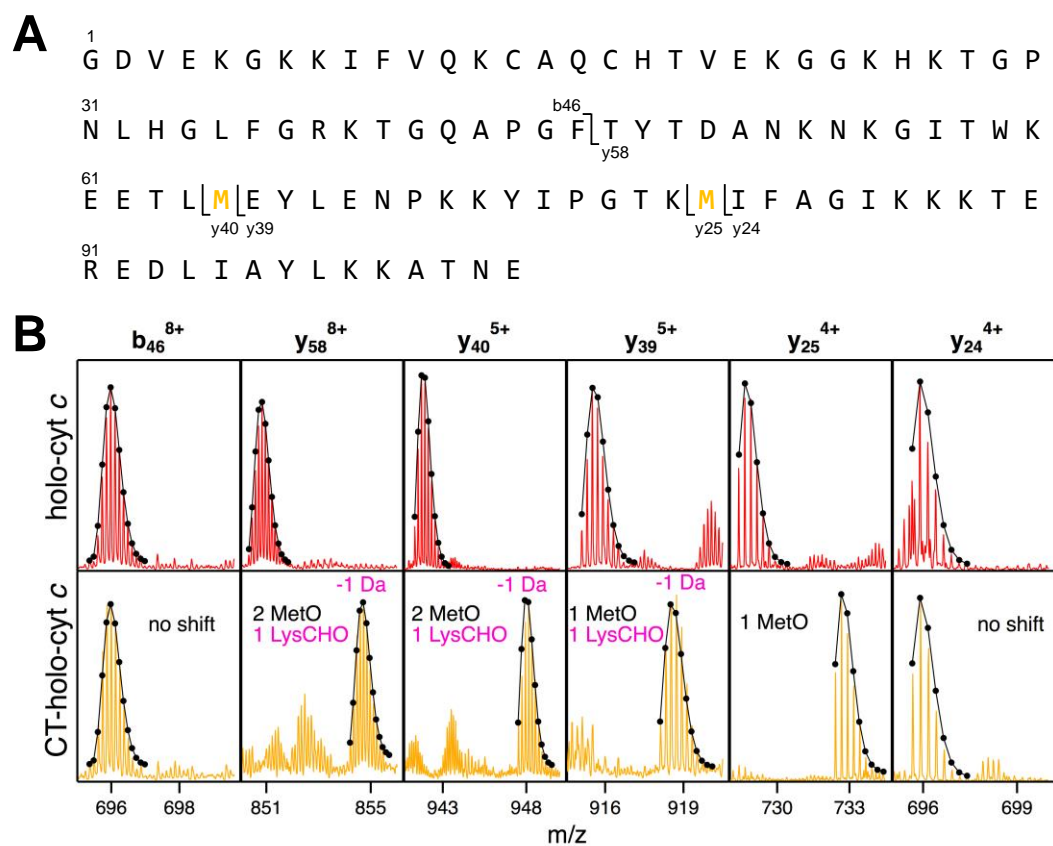 A
1
G D V E K G K K I F V Q K C A Q C H T V E K G G K H K T G P
31
b46
N L H G L F G R K T G Q A P G F T Y T D A N K N K G I T W K
y58
61
E E T L M E Y L E N P K K Y I P G T K M I F A G I K K K T E
y40 y39 y25 y24
91
R E D L I A Y L K K A T N E
B
b46 8+ y58 8+ y40 5+ y39 5+ y25 4+ y24 4+
holo-cyt c
CT-holo-cyt c
no shift
-1 Da
2 MetO
1 LysCHO
-1 Da
2 MetO
1 LysCHO
-1 Da
1 MetO
1 LysCHO
1 MetO
no shift
696 698 851 855 943 948 916 919 730 733 696 699
m/z